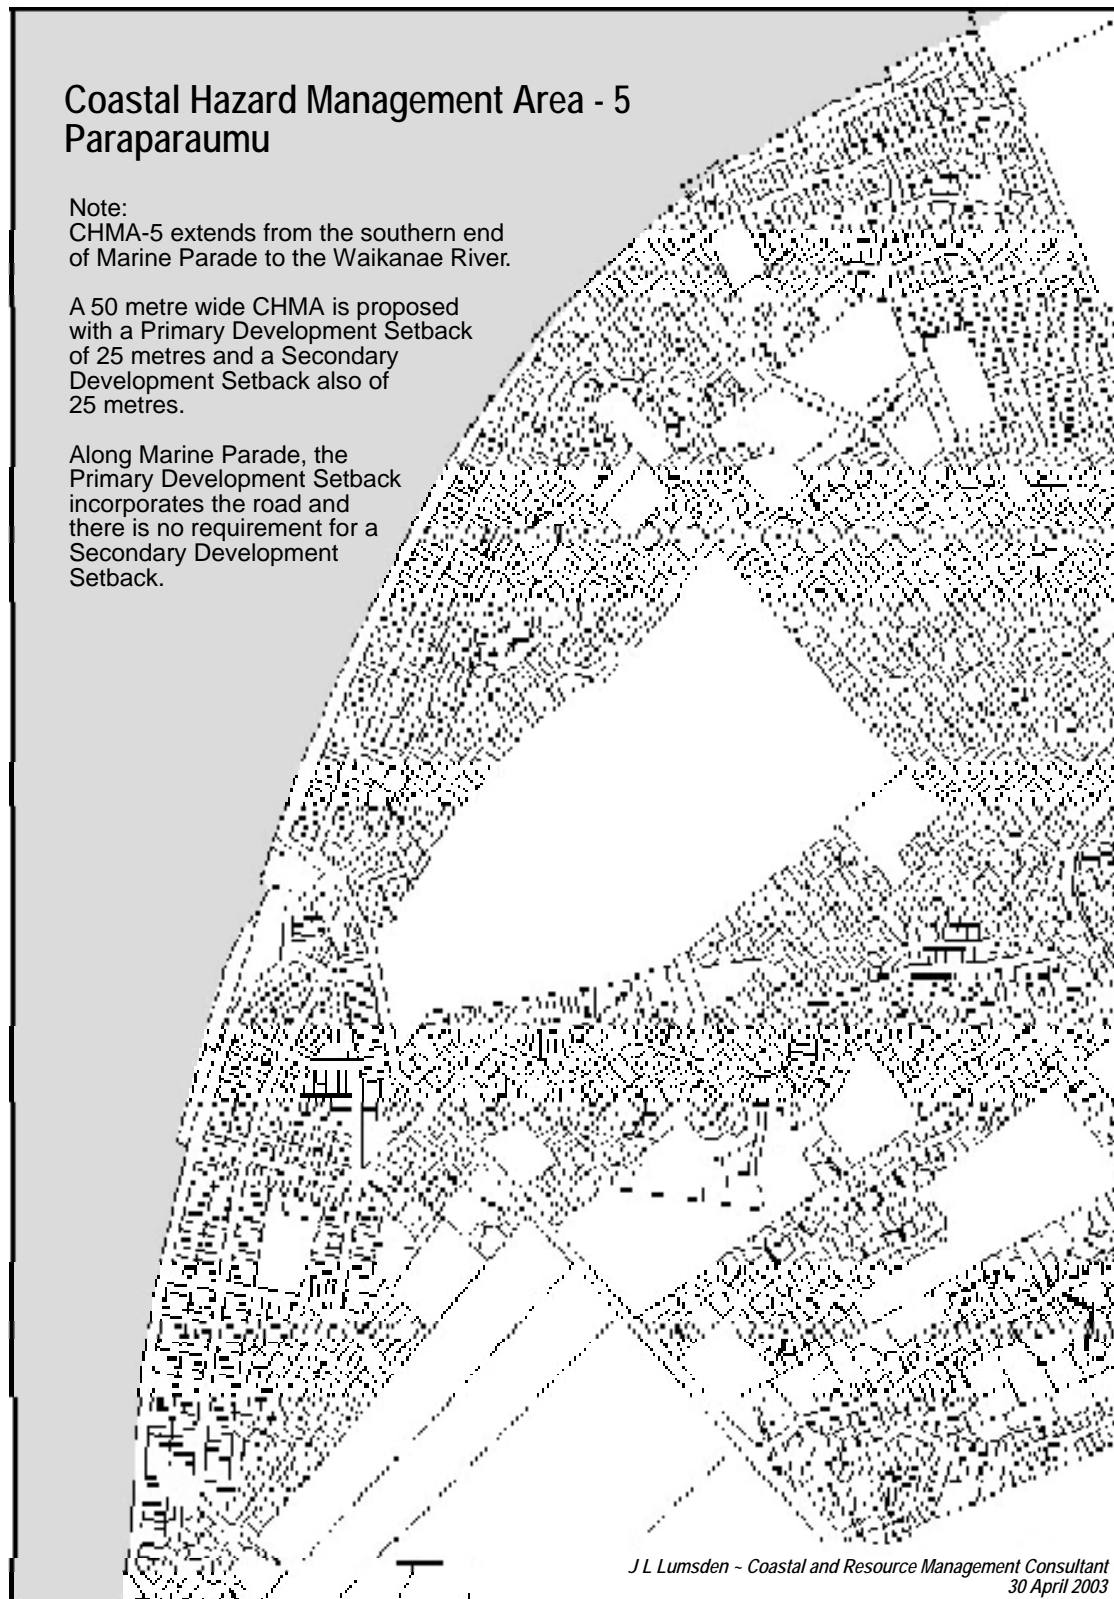 Coastal Hazard Management Area - 5
Paraparaumu
Note:
CHMA-5 extends from the southern end
of Marine Parade to the Waikanae River.
A 50 metre wide CHMA is proposed
with a Primary Development Setback
of 25 metres and a Secondary
Development Setback also of
25 metres.
Along Marine Parade, the
Primary Development Setback
incorporates the road and
there is no requirement for a
Secondary Development
Setback.
J L Lumsden ~ Coastal and Resource Management Consultant
30 April 2003